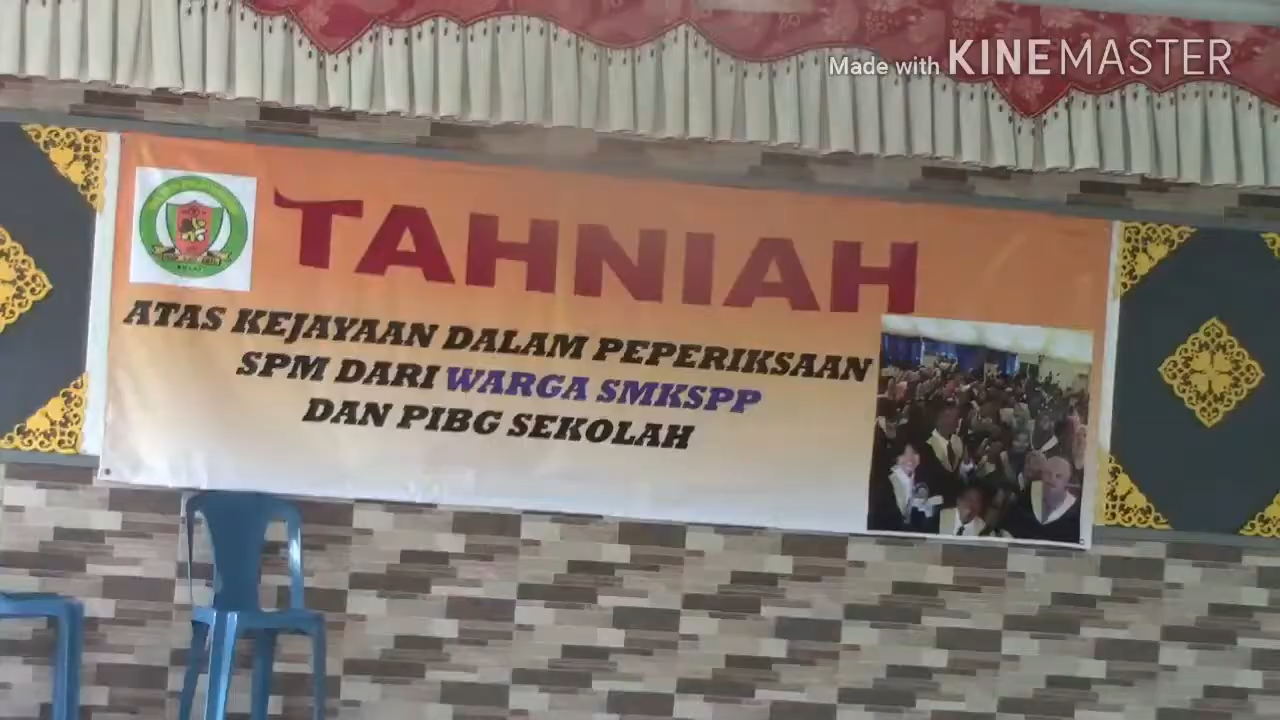 Made with KINEMASTER
TAHNIAH
ATAS KEJAYAAN DALAM PEPERIKSAAN
SPM DARI WARGA SMKSPP
DAN PIBG SEKOLAH